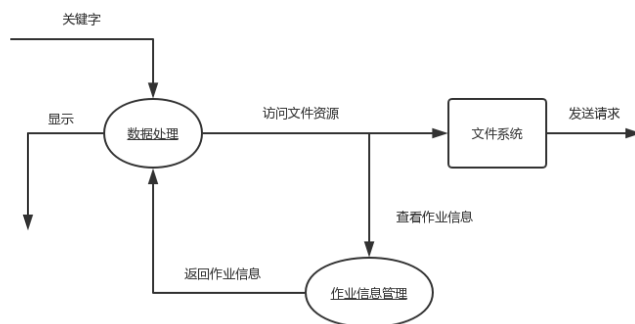 关键字
显示
数据处理
访问文件资源
文件系统
发送请求
查看作业信息
返回作业信息
作业信息管理